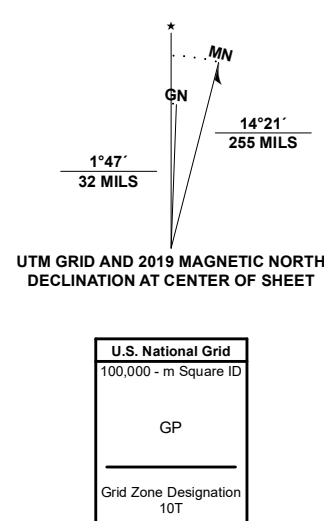 ★
MN
GN
14°21´
255 MILS
1°47´
32 MILS
UTM GRID AND 2019 MAGNETIC NORTH
DECLINATION AT CENTER OF SHEET
U.S. National Grid
100,000 - m Square ID
GP
Grid Zone Designation
10T